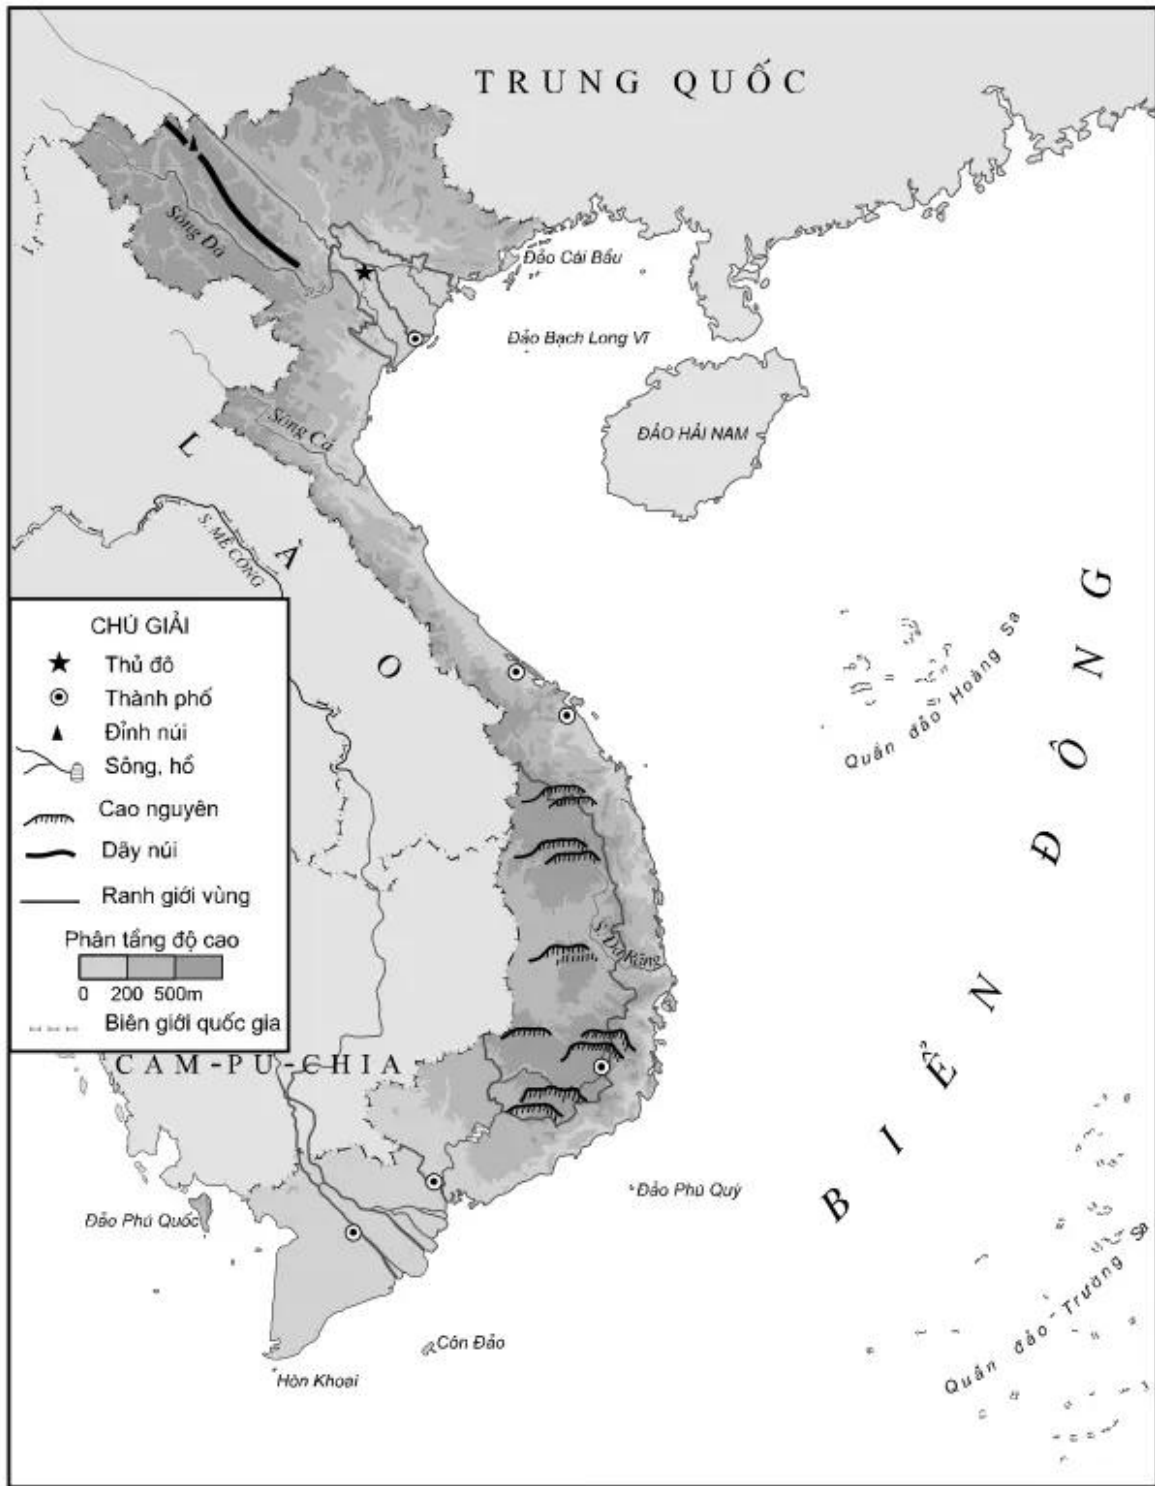 TRUNG QUỐC
Sông Đà
Đảo Cái Bầu
Đảo Bạch Long Vĩ
ĐẢO HẢI NAM
Sông Cả
LÀO
S. MÊ CÔNG
CHÚ GIẢI
Thủ đô
Thành phố
Đỉnh núi
Sông, hồ
Cao nguyên
Dãy núi
Ranh giới vùng
Phân tầng độ cao
0 200 500m
Biên giới quốc gia
Quần đảo Hoàng Sa
BIỂN ĐÔNG
S. Đà Rằng
CAM-PU-CHIA
Đảo Phú Quý
Đảo Phú Quốc
Quần đảo Trường Sa
Côn Đảo
Hòn Khoai